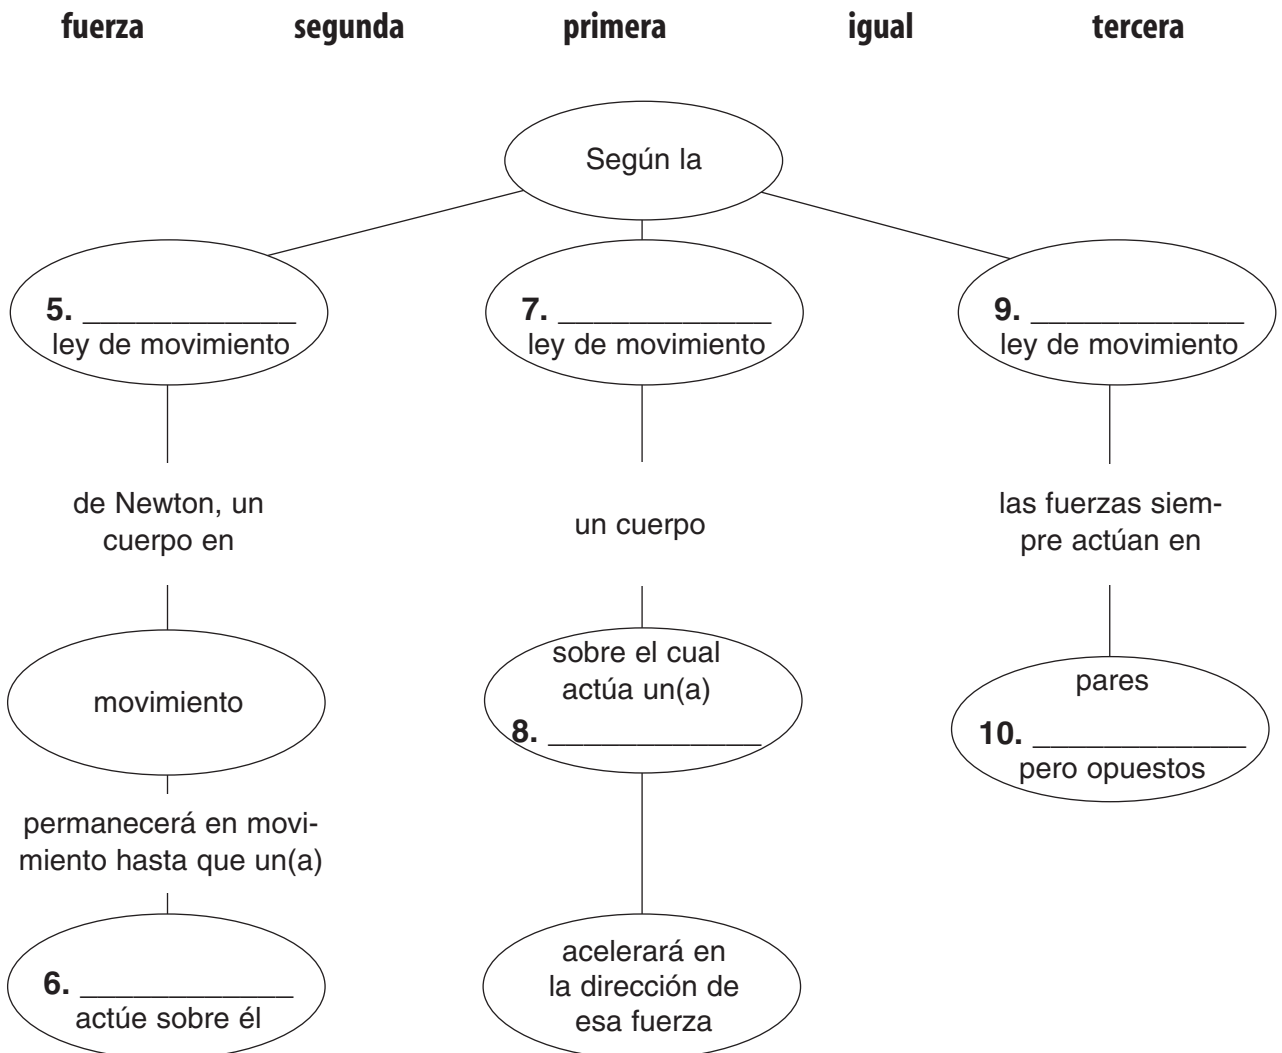 fuerza segunda primera igual tercera
Según la
5. ____________
ley de movimiento
de Newton, un
cuerpo en
movimiento
permanecerá en movi-
miento hasta que un(a)
6. ____________
actúe sobre él
7. ____________
ley de movimiento
un cuerpo
sobre el cual
actúa un(a)
8. ____________
acelerará en
la dirección de
esa fuerza
9. ____________
ley de movimiento
las fuerzas siem-
pre actúan en
pares
10. ____________
pero opuestos